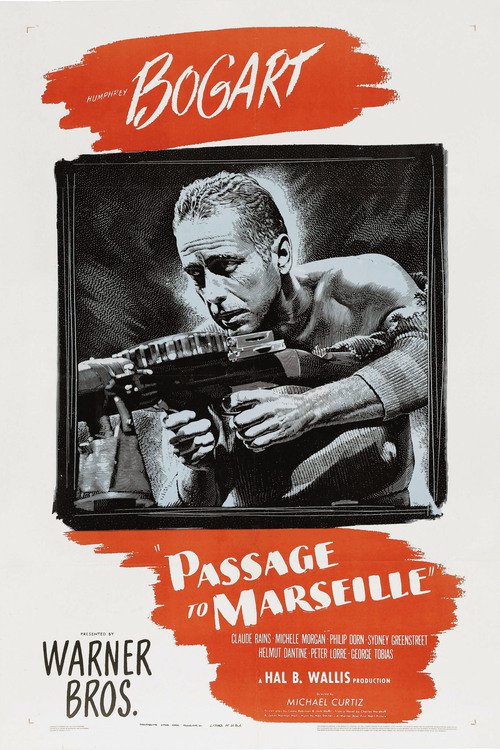 HUMPHREY BOGART
"PASSAGE
TO MARSEILLE"
CLAUDE RAINS · MICHELE MORGAN · PHILIP DORN · SYDNEY GREENSTREET
HELMUT DANTINE · PETER LORRE · GEORGE TOBIAS
A HAL B. WALLIS PRODUCTION
Directed by
MICHAEL CURTIZ
PRESENTED BY
WARNER
BROS.